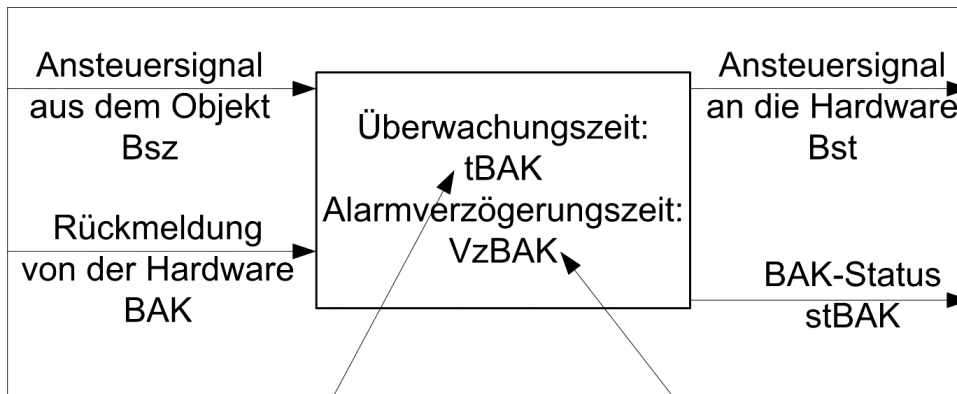 Ansteuersignal
aus dem Objekt
Bsz
Rückmeldung
von der Hardware
BAK
Überwachungszeit:
tBAK
Alarmverzögerungszeit:
VzBAK
Ansteuersignal
an die Hardware
Bst
BAK-Status
stBAK